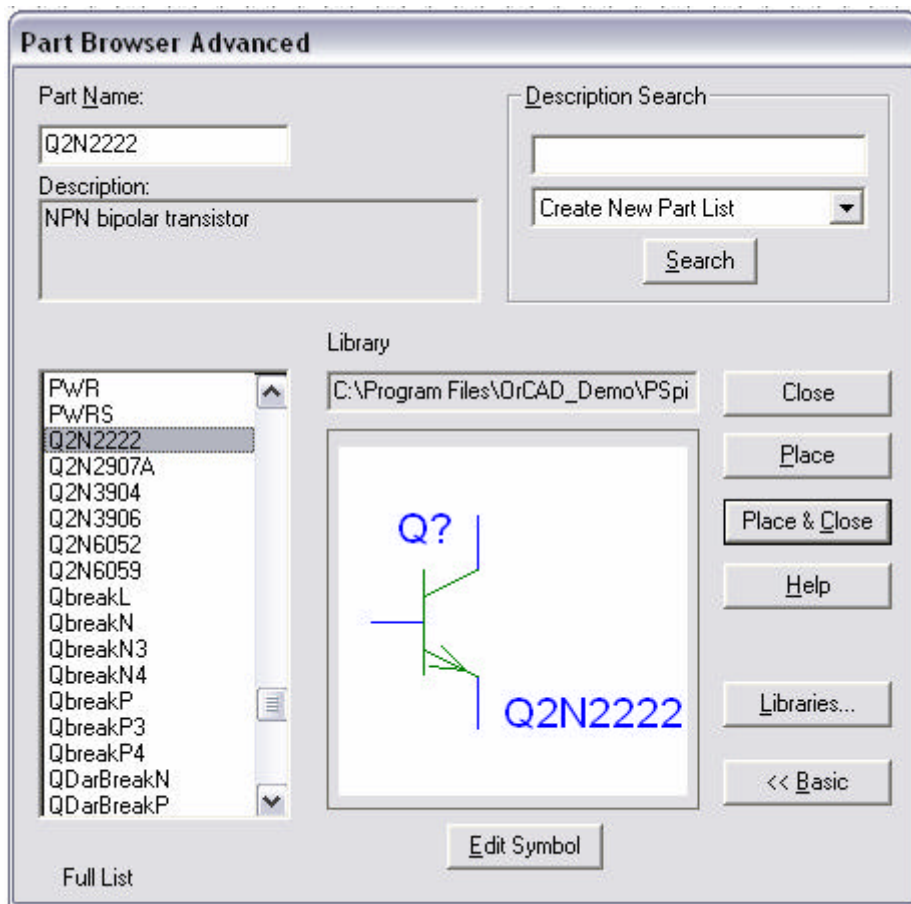 Part Browser Advanced
Part Name:
Q2N2222
Description:
NPN bipolar transistor
Description Search
Create New Part List
Search
Library
C:\Program Files\OrCAD_Demo\PSpi
PWR
PWRS
Q2N2222
Q2N2907A
Q2N3904
Q2N3906
Q2N6052
Q2N6059
QbreakL
QbreakN
QbreakN3
QbreakN4
QbreakP
QbreakP3
QbreakP4
QDarBreakN
QDarBreakP
Full List
Q?
Q2N2222
Edit Symbol
Close
Place
Place & Close
Help
Libraries...
<< Basic